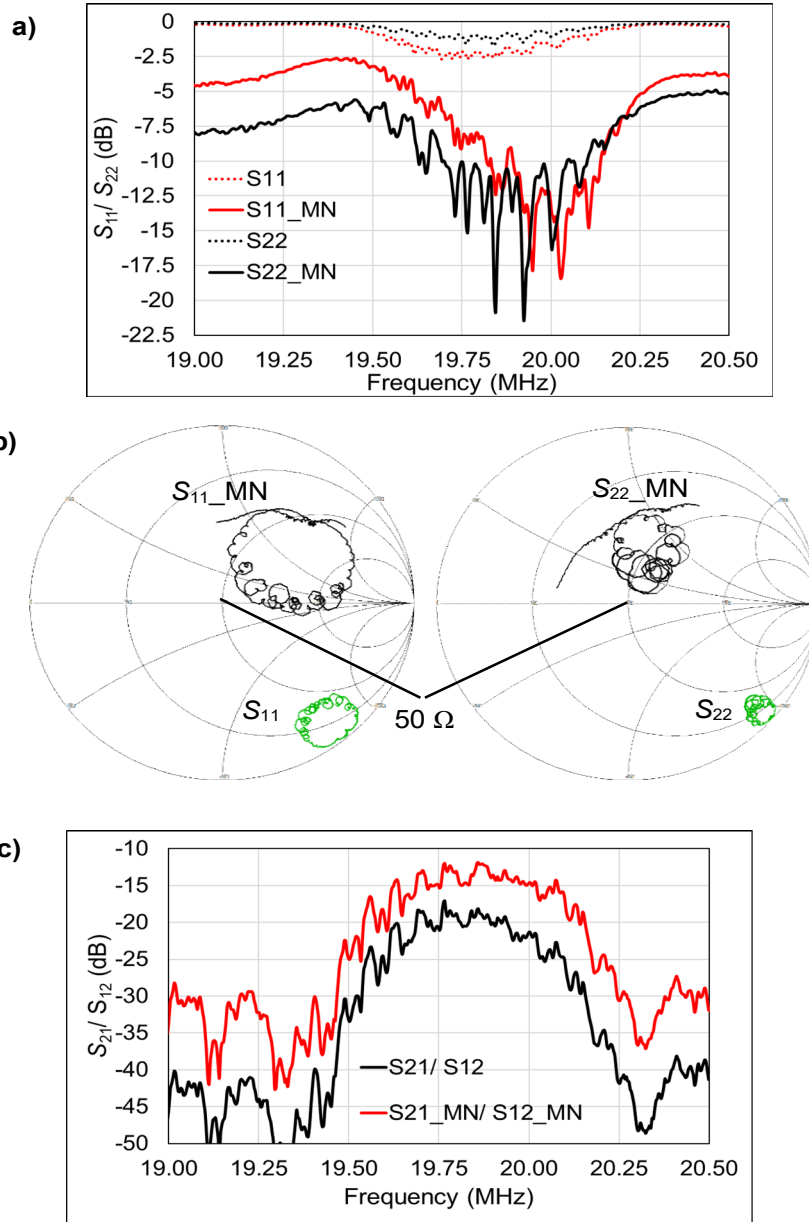 a)
0
-2.5
-5
-7.5
-10
-12.5
-15
-17.5
-20
-22.5
S11/ S22 (dB)
S11
S11_MN
S22
S22_MN
19.00 19.25 19.50 19.75 20.00 20.25 20.50
Frequency (MHz)
b)
S11_MN
S22_MN
S11
50 Ω
S22
c)
-10
-15
-20
-25
-30
-35
-40
-45
-50
S21/ S12 (dB)
S21/ S12
S21_MN/ S12_MN
19.00 19.25 19.50 19.75 20.00 20.25 20.50
Frequency (MHz)